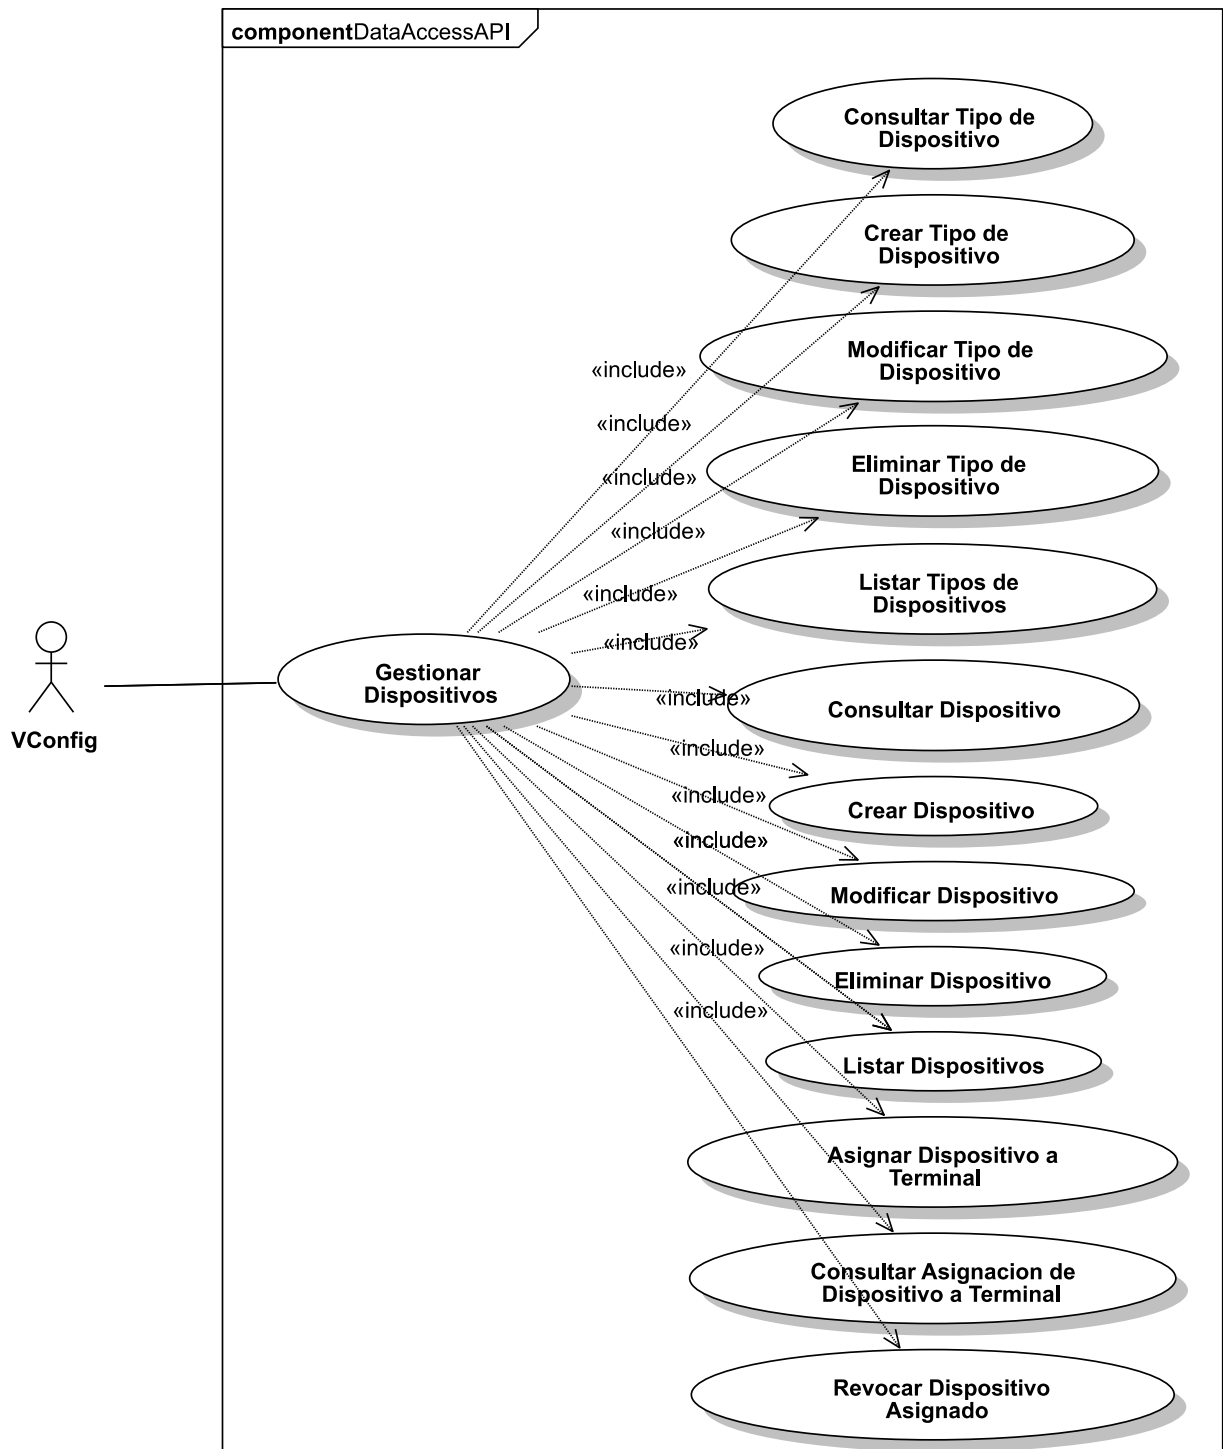 componentDataAccessAPI
Consultar Tipo de
Dispositivo
Crear Tipo de
Dispositivo
Modificar Tipo de
Dispositivo
«include»
«include»
Eliminar Tipo de
Dispositivo
«include»
«include»
Listar Tipos de
Dispositivos
«include»
«include»
Gestionar
Dispositivos
«include»
Consultar Dispositivo
VConfig
«include»
«include»
Crear Dispositivo
«include»
«include»
Modificar Dispositivo
«include»
Eliminar Dispositivo
«include»
Listar Dispositivos
Asignar Dispositivo a
Terminal
Consultar Asignacion de
Dispositivo a Terminal
Revocar Dispositivo
Asignado